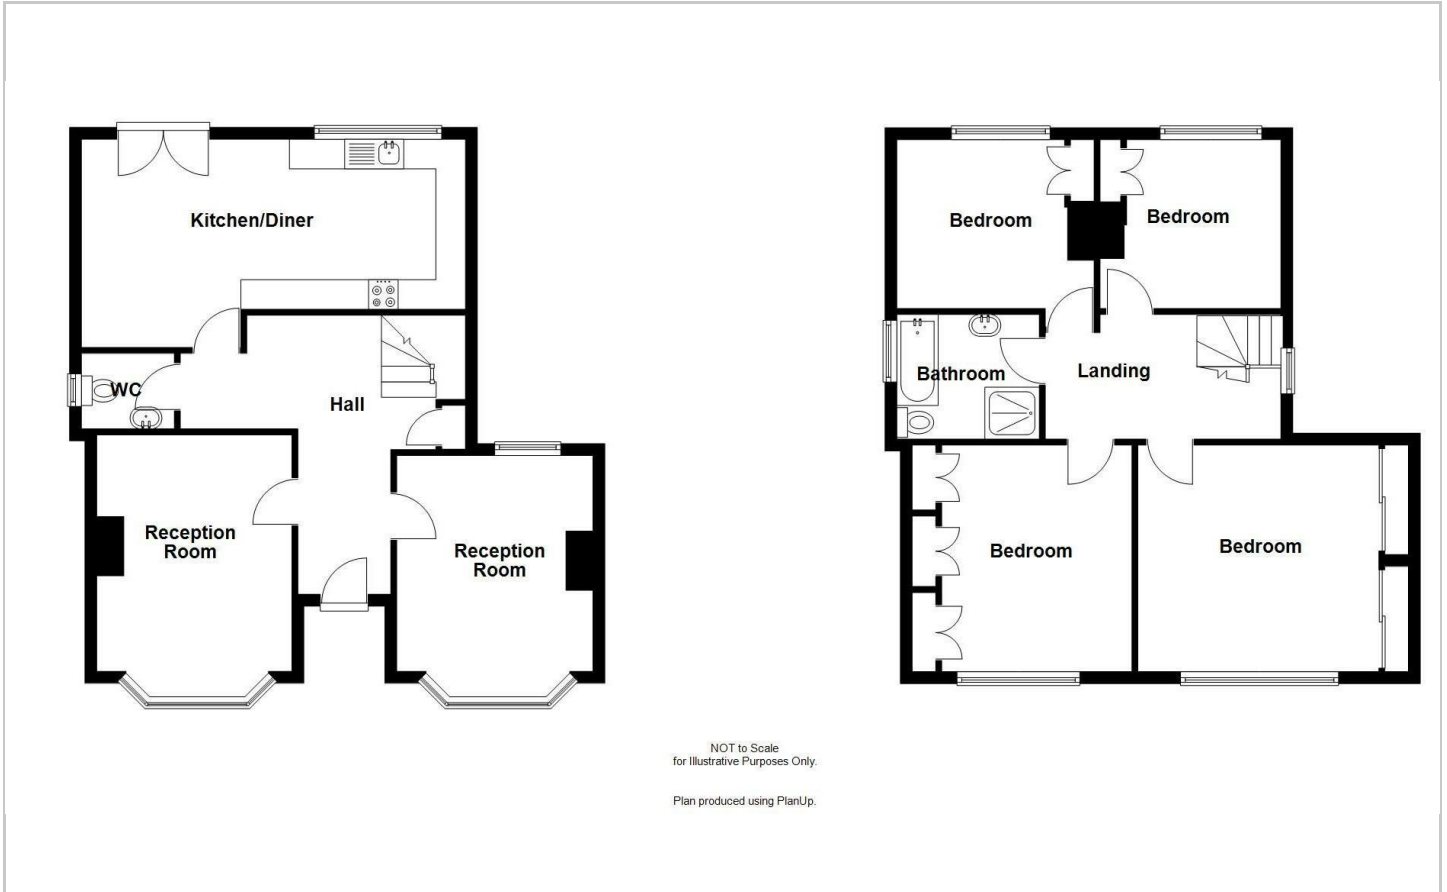 Kitchen/Diner
WC
Hall
Reception
Room
Reception
Room
Bedroom
Bedroom
Bathroom
Landing
Bedroom
Bedroom
NOT to Scale
for Illustrative Purposes Only.
Plan produced using PlanUp.